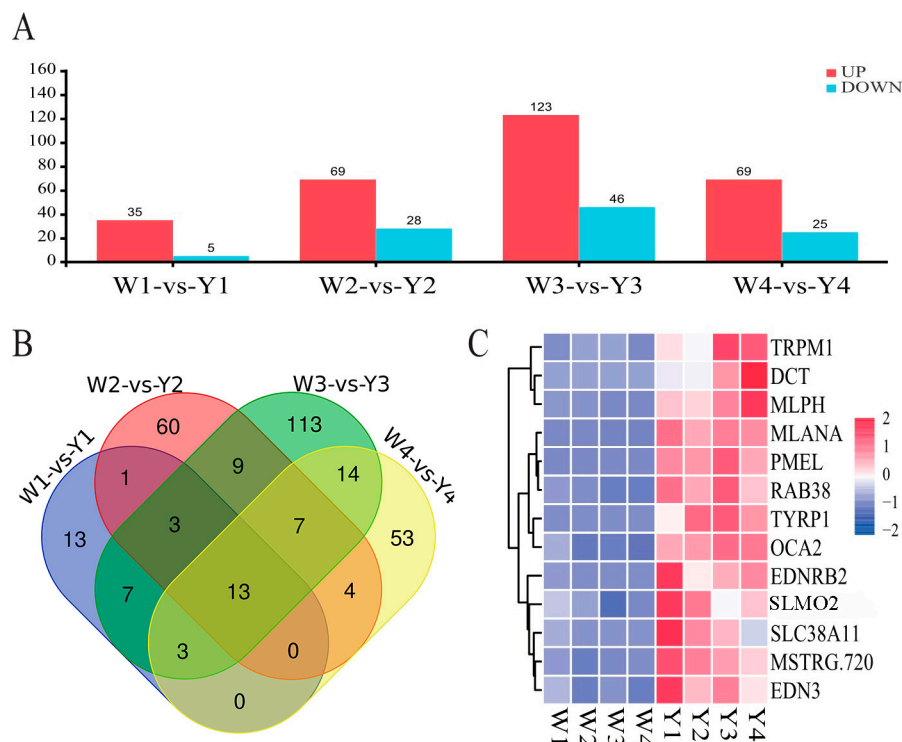 A
160
140
120
100
80
60
40
20
0
UP
DOWN
35
5
69
28
123
46
69
25
W1-vs-Y1
W2-vs-Y2
W3-vs-Y3
W4-vs-Y4
B
W1-vs-Y1
W2-vs-Y2
W3-vs-Y3
W4-vs-Y4
60
113
1
9
14
13
3
7
53
7
13
4
3
0
0
C
TRPM1
DCT
MLPH
MLANA
PMEL
RAB38
TYRP1
OCA2
EDNRB2
SLMO2
SLC38A11
MSTRG.720
EDN3
2
1
0
−1
−2
W1
W2
W3
W4
Y1
Y2
Y3
Y4